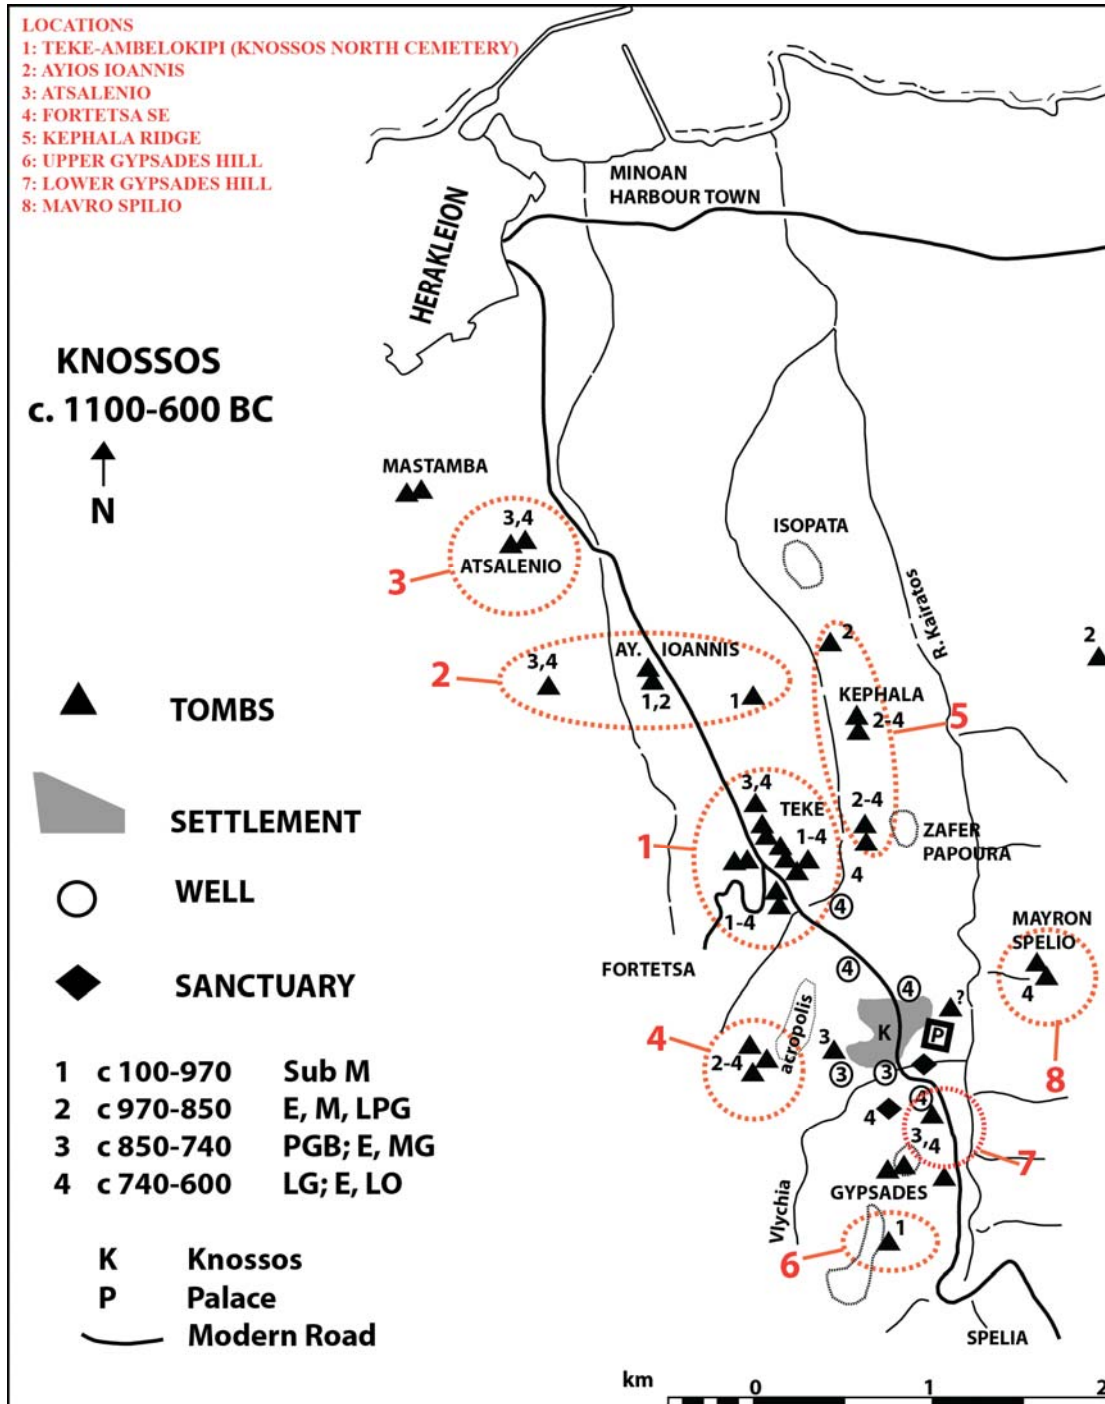 LOCATIONS
1: TEKE-AMBELOKIPI (KNOSSOS NORTH CEMETERY)
2: AYIOS IOANNIS
3: ATSALENIO
4: FORTETSA SE
5: KEPHALA RIDGE
6: UPPER GYPSADES HILL
7: LOWER GYPSADES HILL
8: MAVRO SPILIO
MINOAN
HARBOUR TOWN
HERAKLEION
KNOSSOS
c. 1100-600 BC
N
MASTAMBA
3,4
ATSALENIO
3
ISOPATA
R. Kairatos
2
AY. IOANNIS
3,4
1,2
1
2
KEPHALA
2-4
5
2
2-4
ZAFER
PAPOURA
3,4
TEKE
1-4
1
1-4
4
4
FORTETSA
MAYRON
SPELIO
4
8
4
4
?
acropolis
K
P
4
2-4
3
3
3
4
4
3,4
7
GYPSADES
Vlychia
1
6
SPELIA
TOMBS
SETTLEMENT
WELL
SANCTUARY
1 c 100-970 Sub M
2 c 970-850 E, M, LPG
3 c 850-740 PGB; E, MG
4 c 740-600 LG; E, LO
K Knossos
P Palace
Modern Road
km 0 1 2